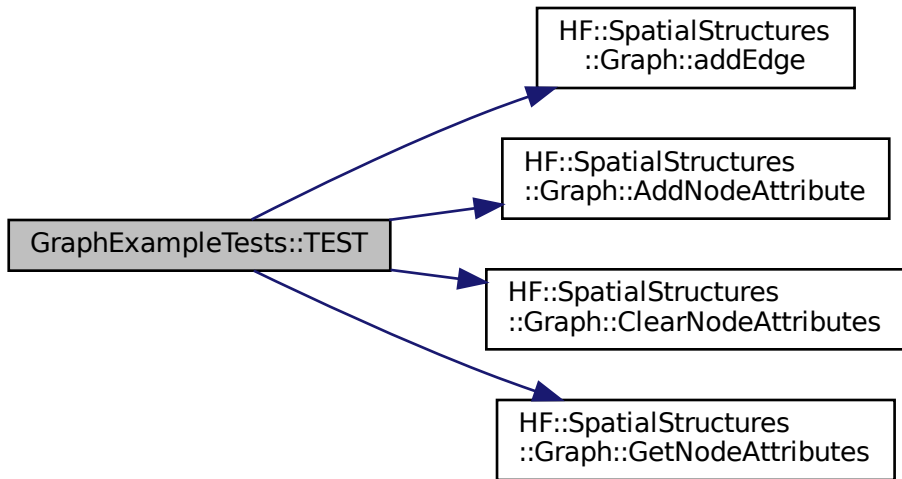 HF::SpatialStructures
::Graph::addEdge
HF::SpatialStructures
::Graph::AddNodeAttribute
GraphExampleTests::TEST
HF::SpatialStructures
::Graph::ClearNodeAttributes
HF::SpatialStructures
::Graph::GetNodeAttributes